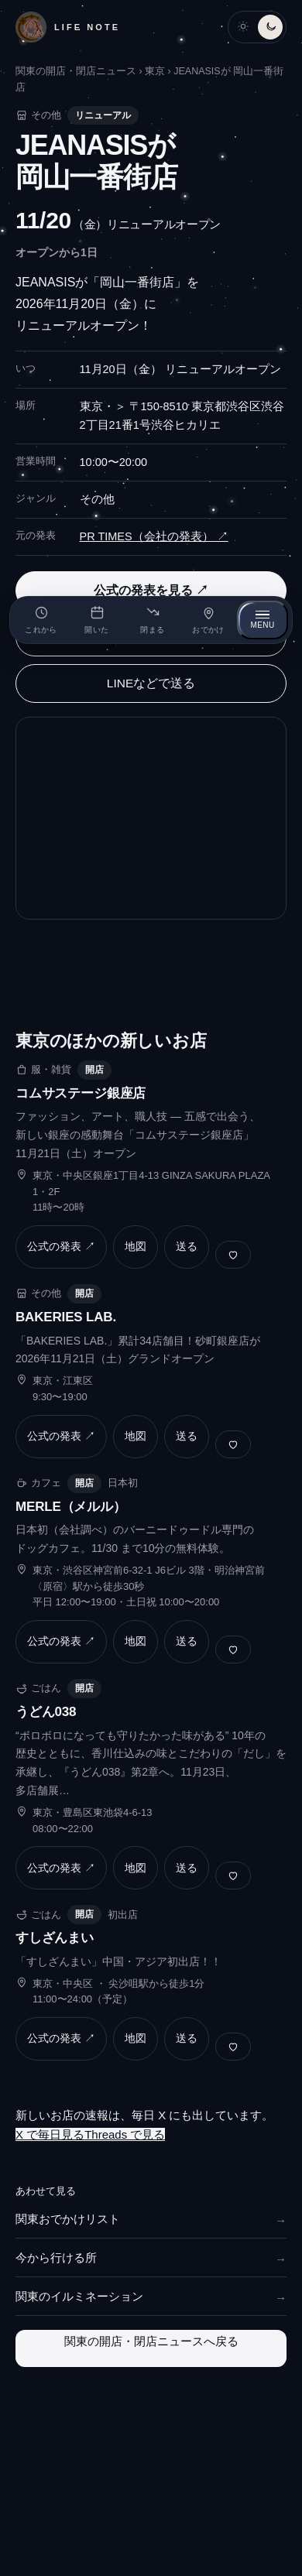 LIFE NOTE
関東の開店・閉店ニュース › 東京 › JEANASISが 岡山一番街
店
その他 リニューアル
JEANASISが
岡山一番街店
11/20（金）リニューアルオープン
オープンから1日
JEANASISが「岡山一番街店」を
2026年11月20日（金）に
リニューアルオープン！
いつ 11月20日（金） リニューアルオープン
場所 東京・＞ 〒150-8510 東京都渋谷区渋谷
2丁目21番1号渋谷ヒカリエ
営業時間 10:00〜20:00
ジャンル その他
元の発表 PR TIMES（会社の発表） ↗
公式の発表を見る ↗
これから 開いた 閉まる おでかけ MENU
LINEなどで送る
東京のほかの新しいお店
服・雑貨 開店
コムサステージ銀座店
ファッション、アート、職人技 — 五感で出会う、
新しい銀座の感動舞台「コムサステージ銀座店」
11月21日（土）オープン
東京・中央区銀座1丁目4-13 GINZA SAKURA PLAZA
1・2F
11時〜20時
公式の発表 ↗ 地図 送る ♡
その他 開店
BAKERIES LAB.
「BAKERIES LAB.」累計34店舗目！砂町銀座店が
2026年11月21日（土）グランドオープン
東京・江東区
9:30〜19:00
公式の発表 ↗ 地図 送る ♡
カフェ 開店 日本初
MERLE（メルル）
日本初（会社調べ）のバーニードゥードル専門の
ドッグカフェ。11/30 まで10分の無料体験。
東京・渋谷区神宮前6-32-1 J6ビル 3階・明治神宮前
〈原宿〉駅から徒歩30秒
平日 12:00〜19:00・土日祝 10:00〜20:00
公式の発表 ↗ 地図 送る ♡
ごはん 開店
うどん038
“ボロボロになっても守りたかった味がある” 10年の
歴史とともに、香川仕込みの味とこだわりの「だし」を
承継し、『うどん038』第2章へ。11月23日、
多店舗展…
東京・豊島区東池袋4-6-13
08:00〜22:00
公式の発表 ↗ 地図 送る ♡
ごはん 開店 初出店
すしざんまい
「すしざんまい」中国・アジア初出店！！
東京・中央区 ・ 尖沙咀駅から徒歩1分
11:00〜24:00（予定）
公式の発表 ↗ 地図 送る ♡
新しいお店の速報は、毎日 X にも出しています。
X で毎日見るThreads で見る
あわせて見る
関東おでかけリスト →
今から行ける所 →
関東のイルミネーション →
関東の開店・閉店ニュースへ戻る